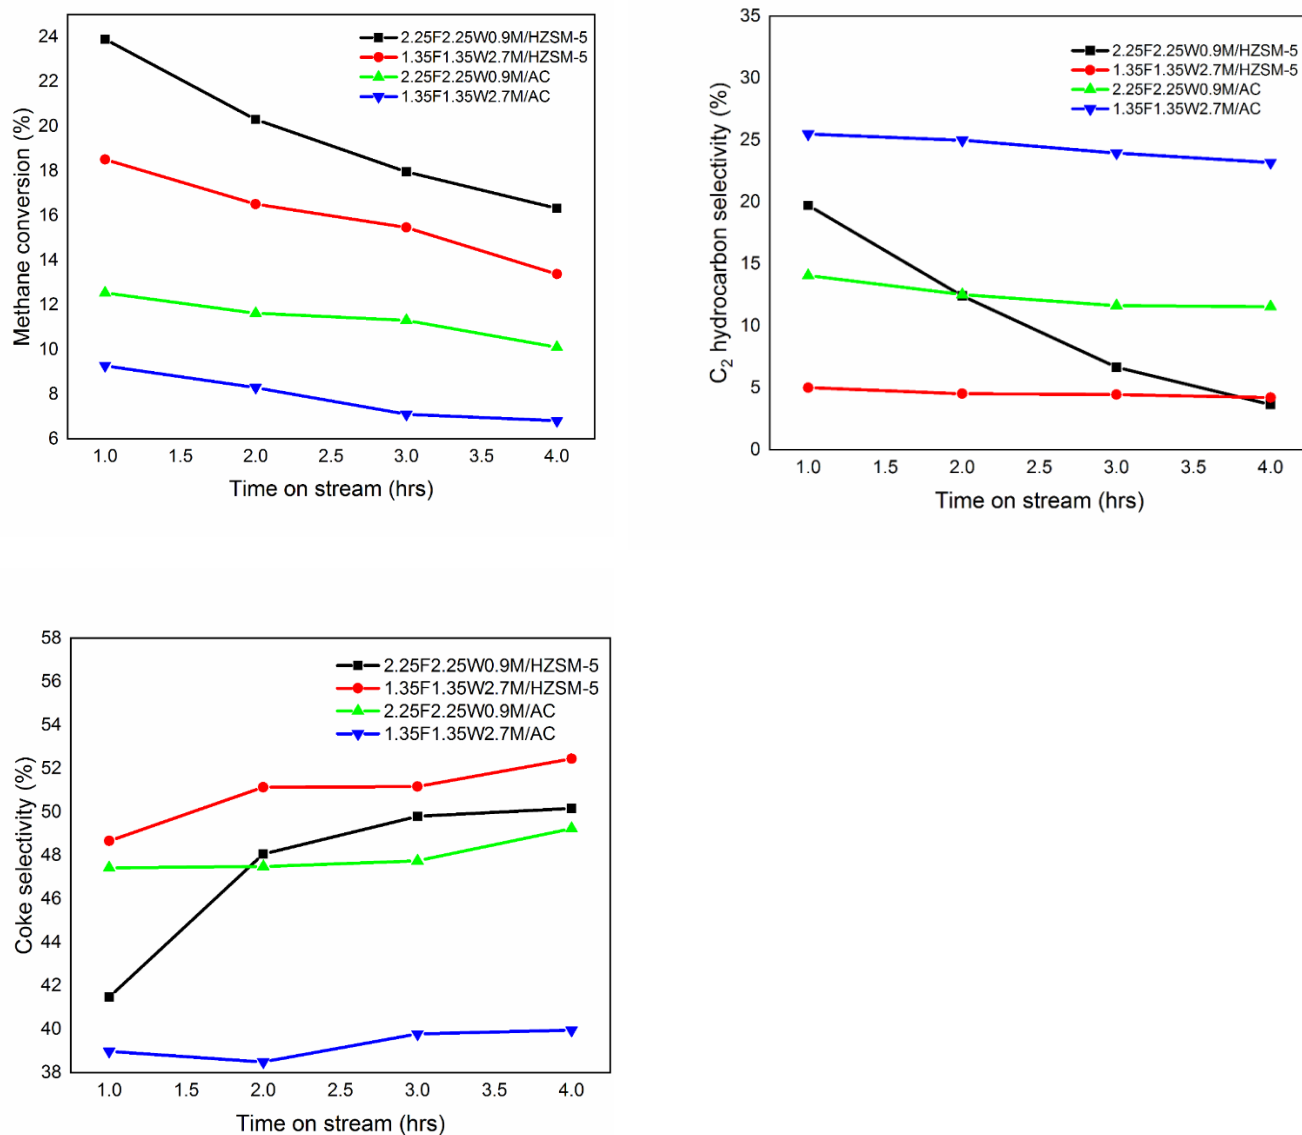 24
22
20
18
16
14
12
10
8
6
Methane conversion (%)
2.25F2.25W0.9M/HZSM-5
1.35F1.35W2.7M/HZSM-5
2.25F2.25W0.9M/AC
1.35F1.35W2.7M/AC
1.0 1.5 2.0 2.5 3.0 3.5 4.0
Time on stream (hrs)
35
30
25
20
15
10
5
0
C₂ hydrocarbon selectivity (%)
2.25F2.25W0.9M/HZSM-5
1.35F1.35W2.7M/HZSM-5
2.25F2.25W0.9M/AC
1.35F1.35W2.7M/AC
1.0 1.5 2.0 2.5 3.0 3.5 4.0
Time on stream (hrs)
58
56
54
52
50
48
46
44
42
40
38
Coke selectivity (%)
2.25F2.25W0.9M/HZSM-5
1.35F1.35W2.7M/HZSM-5
2.25F2.25W0.9M/AC
1.35F1.35W2.7M/AC
1.0 1.5 2.0 2.5 3.0 3.5 4.0
Time on stream (hrs)